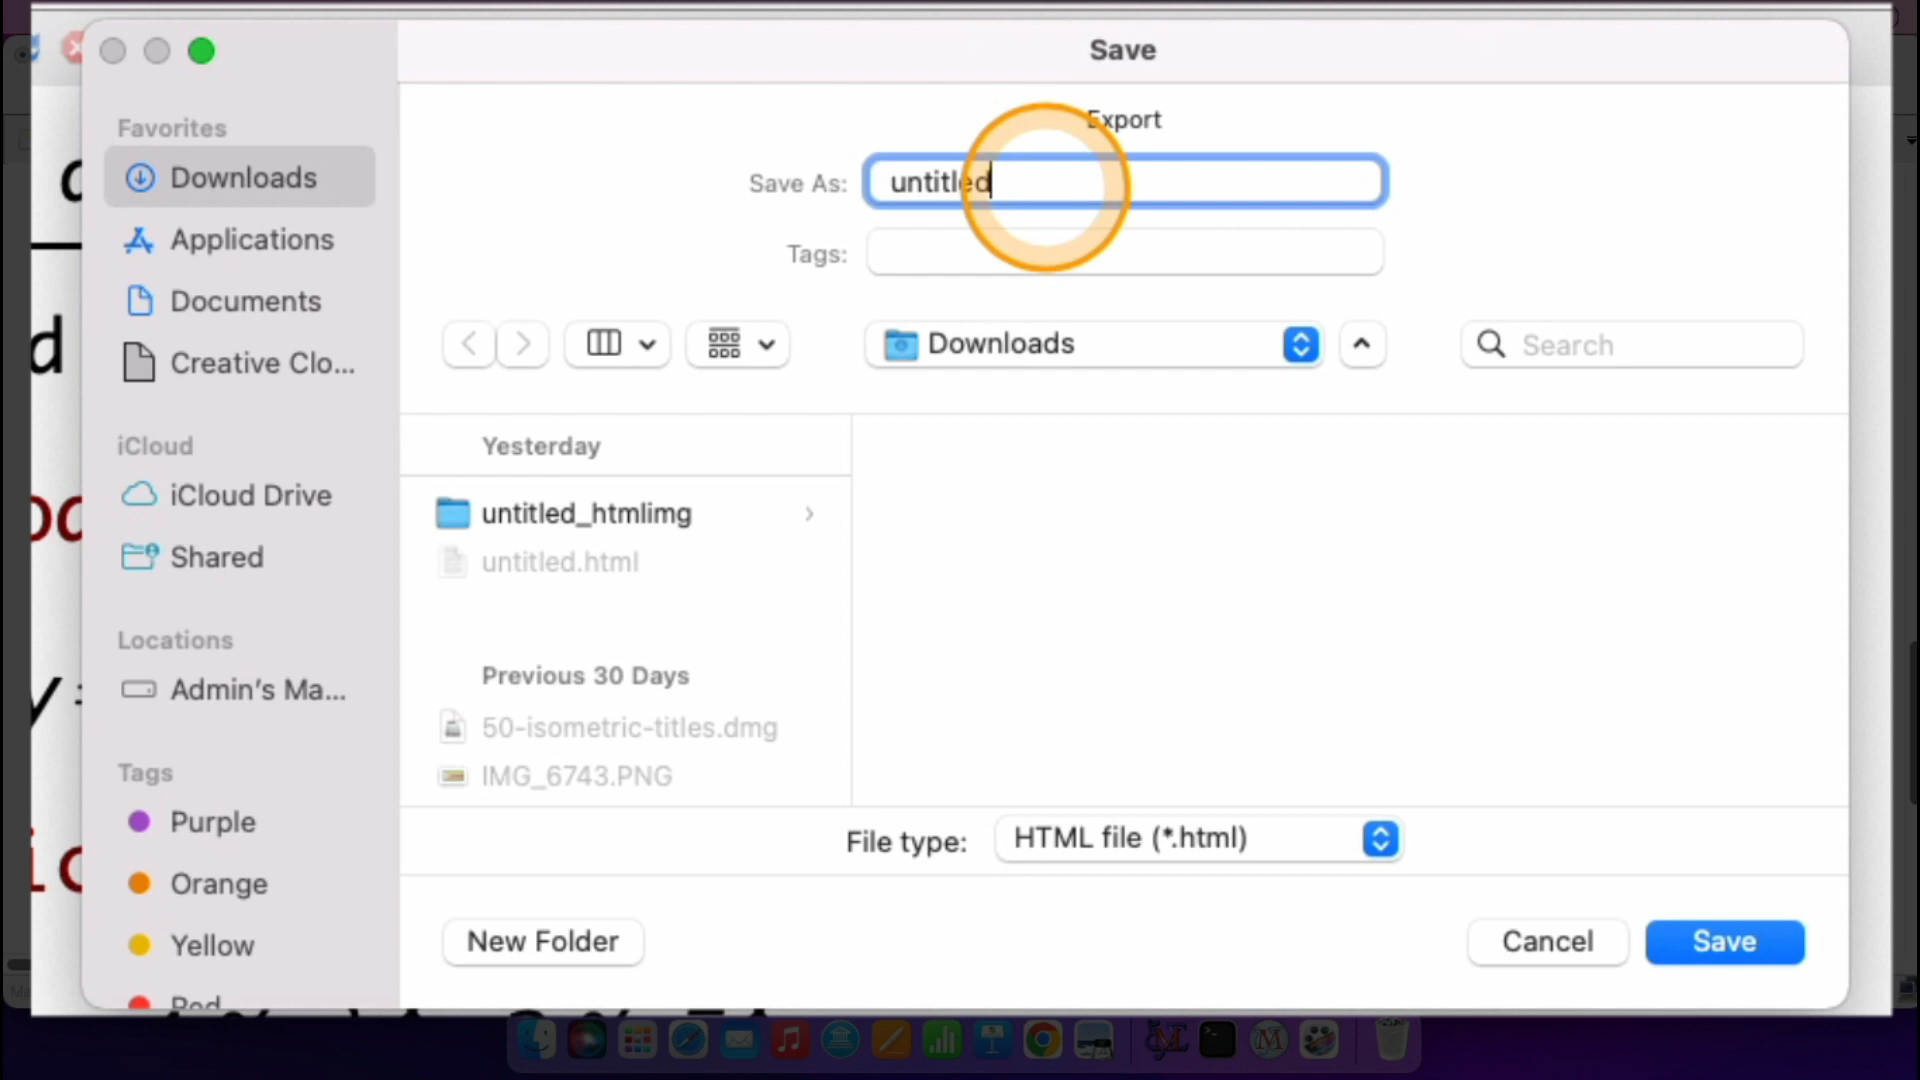 Save
Favorites
Downloads
Applications
Documents
Creative Clo...
iCloud
iCloud Drive
Shared
Locations
Admin's Ma...
Tags
Purple
Orange
Yellow
Red
Export
Save As: untitled
Tags:
Downloads
Search
Yesterday
untitled_htmlimg
untitled.html
Previous 30 Days
50-isometric-titles.dmg
IMG_6743.PNG
File type: HTML file (*.html)
New Folder
Cancel
Save